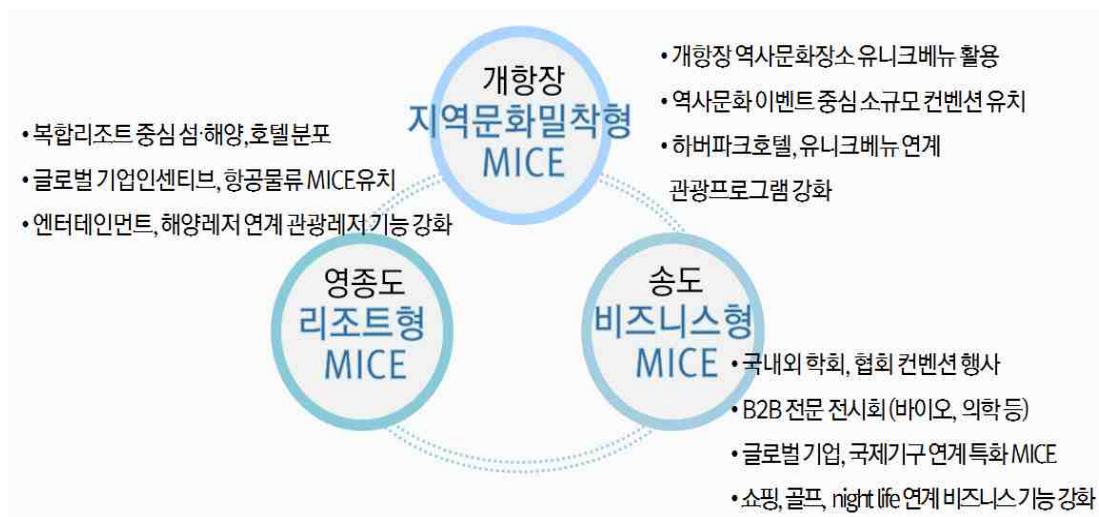 개항장
지역문화밀착형
MICE
• 개항장 역사문화장소 유니크베뉴 활용
• 역사문화 이벤트 중심 소규모 컨벤션 유치
• 하버파크호텔, 유니크베뉴 연계
관광프로그램 강화
• 복합리조트 중심 섬·해양, 호텔 분포
• 글로벌 기업인센티브, 항공물류 MICE유치
• 엔터테인먼트, 해양레저 연계 관광레저 기능 강화
영종도
리조트형
MICE
송도
비즈니스형
MICE
• 국내외 학회, 협회 컨벤션 행사
• B2B 전문 전시회(바이오, 의학 등)
• 글로벌 기업, 국제기구 연계 특화 MICE
• 쇼핑, 골프, night life 연계 비즈니스 기능 강화